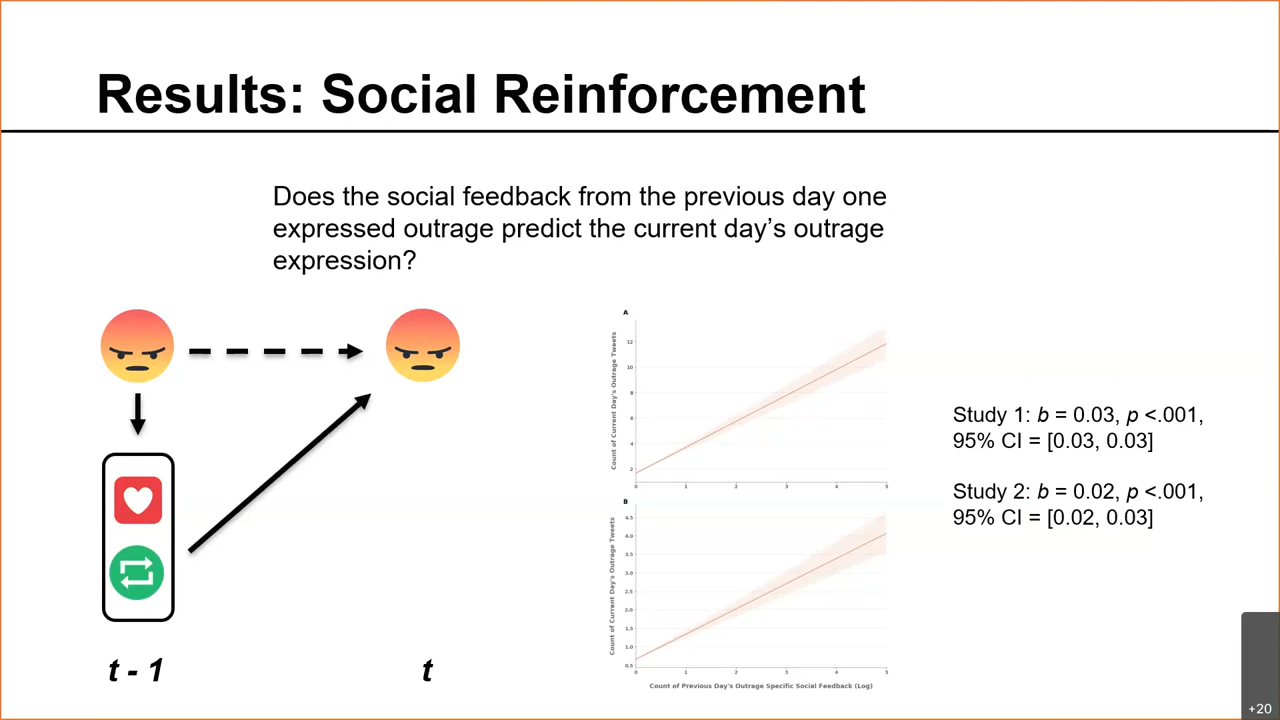 Results: Social Reinforcement
Does the social feedback from the previous day one
expressed outrage predict the current day’s outrage
expression?
t - 1
t
A
Count of Current Day's Outrage Tweets
12
10
8
6
4
2
0 1 2 3 4 5
B
Count of Current Day's Outrage Tweets
4.5
4.0
3.5
3.0
2.5
2.0
1.5
1.0
0.5
0 1 2 3 4 5
Count of Previous Day's Outrage Specific Social Feedback (Log)
Study 1: b = 0.03, p <.001,
95% CI = [0.03, 0.03]
Study 2: b = 0.02, p <.001,
95% CI = [0.02, 0.03]
+20